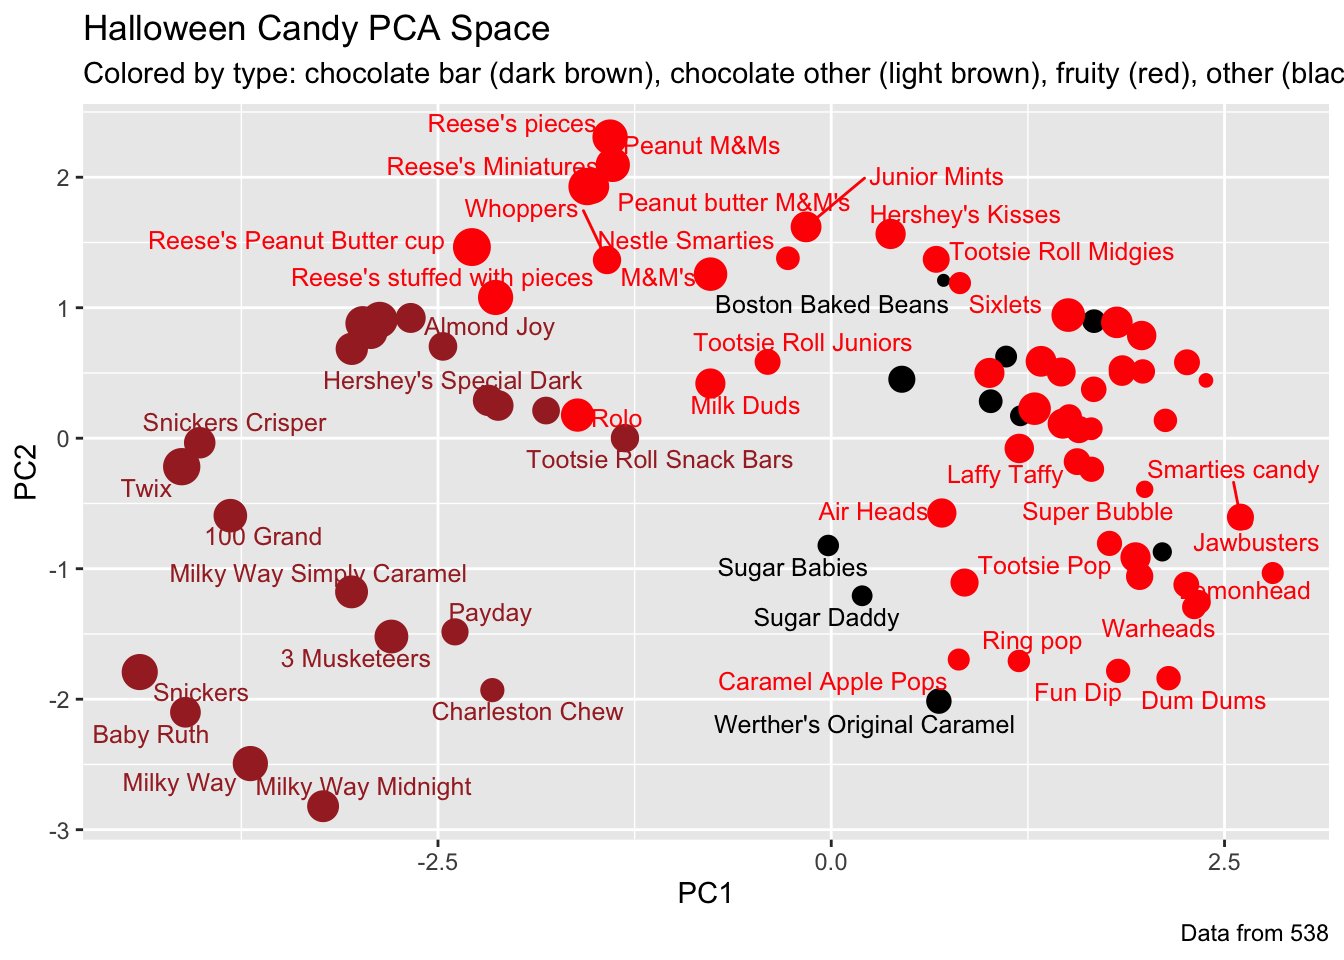 Halloween Candy PCA Space
Colored by type: chocolate bar (dark brown), chocolate other (light brown), fruity (red), other (blac
Reese's pieces
Peanut M&Ms
Reese's Miniatures
Junior Mints
Peanut butter M&M's
Whoppers
Hershey's Kisses
Reese's Peanut Butter cup
Nestle Smarties
Tootsie Roll Midgies
Reese's stuffed with pieces
M&M's
Boston Baked Beans
Sixlets
Almond Joy
Tootsie Roll Juniors
Hershey's Special Dark
Milk Duds
Rolo
Snickers Crisper
Tootsie Roll Snack Bars
Laffy Taffy
Smarties candy
Twix
Air Heads
Super Bubble
100 Grand
Jawbusters
Milky Way Simply Caramel
Sugar Babies
Tootsie Pop
Lemonhead
Payday
Sugar Daddy
Warheads
Ring pop
3 Musketeers
Caramel Apple Pops
Snickers
Fun Dip
Dum Dums
Charleston Chew
Baby Ruth
Werther's Original Caramel
Milky Way
Milky Way Midnight
2
1
0
-1
-2
-3
PC2
-2.5
0.0
2.5
PC1
Data from 538